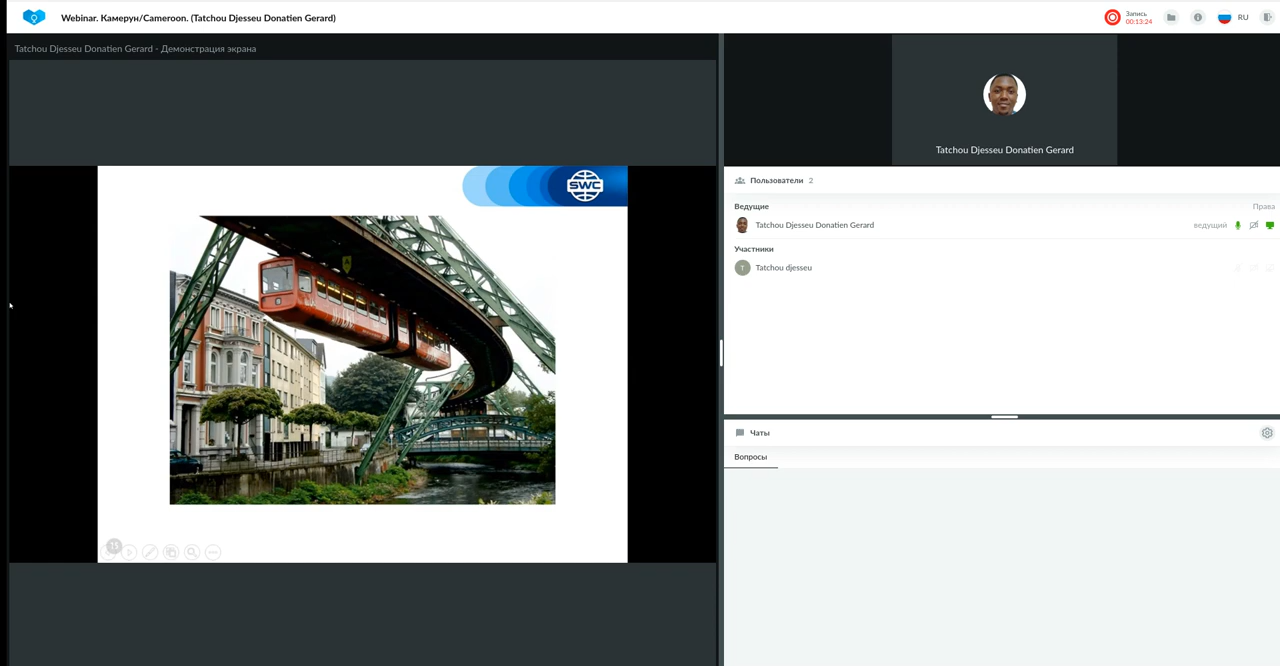 Webinar. Камерун/Cameroon. (Tatchou Djesseu Donatien Gerard)
Запись
00:13:24
RU
Tatchou Djesseu Donatien Gerard - Демонстрация экрана
SWC
15
Tatchou Djesseu Donatien Gerard
Пользователи 2
Ведущие Права
Tatchou Djesseu Donatien Gerard ведущий
Участники
T Tatchou djesseu
Чаты
Вопросы